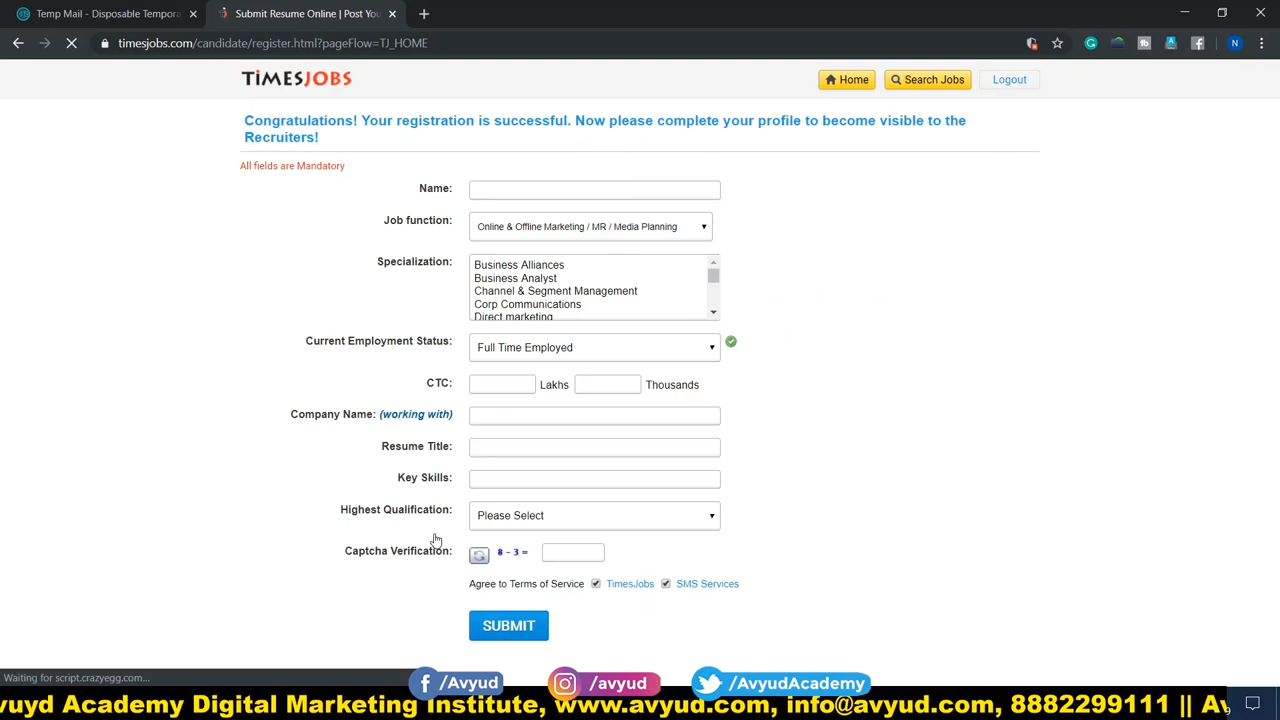 Temp Mail - Disposable Tempora
Submit Resume Online | Post Yo
timesjobs.com/candidate/register.html?pageFlow=TJ_HOME
TiMESJOBS
Home
Search Jobs
Logout
Congratulations! Your registration is successful. Now please complete your profile to become visible to the
Recruiters!
All fields are Mandatory
Name:
Job function:
Online & Offline Marketing / MR / Media Planning
Specialization:
Business Alliances
Business Analyst
Channel & Segment Management
Corp Communications
Direct marketing
Current Employment Status:
Full Time Employed
CTC:
Lakhs
Thousands
Company Name: (working with)
Resume Title:
Key Skills:
Highest Qualification:
Please Select
Captcha Verification:
8 - 3 =
Agree to Terms of Service TimesJobs SMS Services
SUBMIT
Waiting for script.crazyegg.com...
/Avyud
/avyud
/AvyudAcademy
vyud Academy Digital Marketing Institute, www.avyud.com, info@avyud.com, 8882299111 || Av